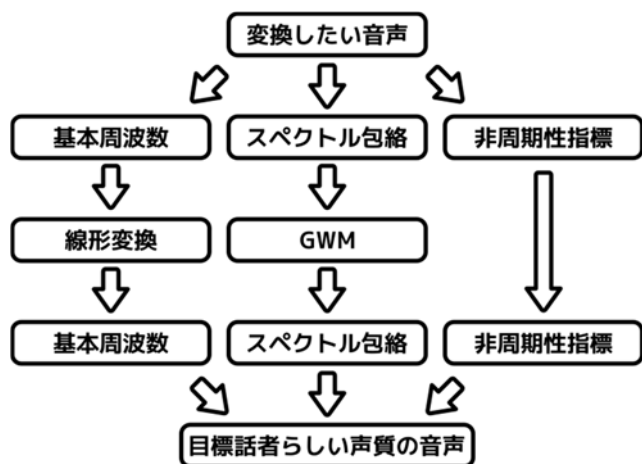 変換したい音声
基本周波数
スペクトル包絡
非周期性指標
線形変換
GWM
基本周波数
スペクトル包絡
非周期性指標
目標話者らしい声質の音声